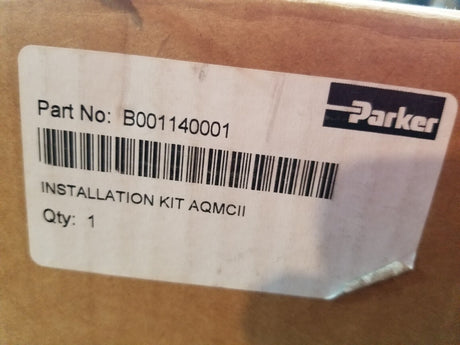 Parker
Part No: B001140001
INSTALLATION KIT AQMCII
Qty: 1